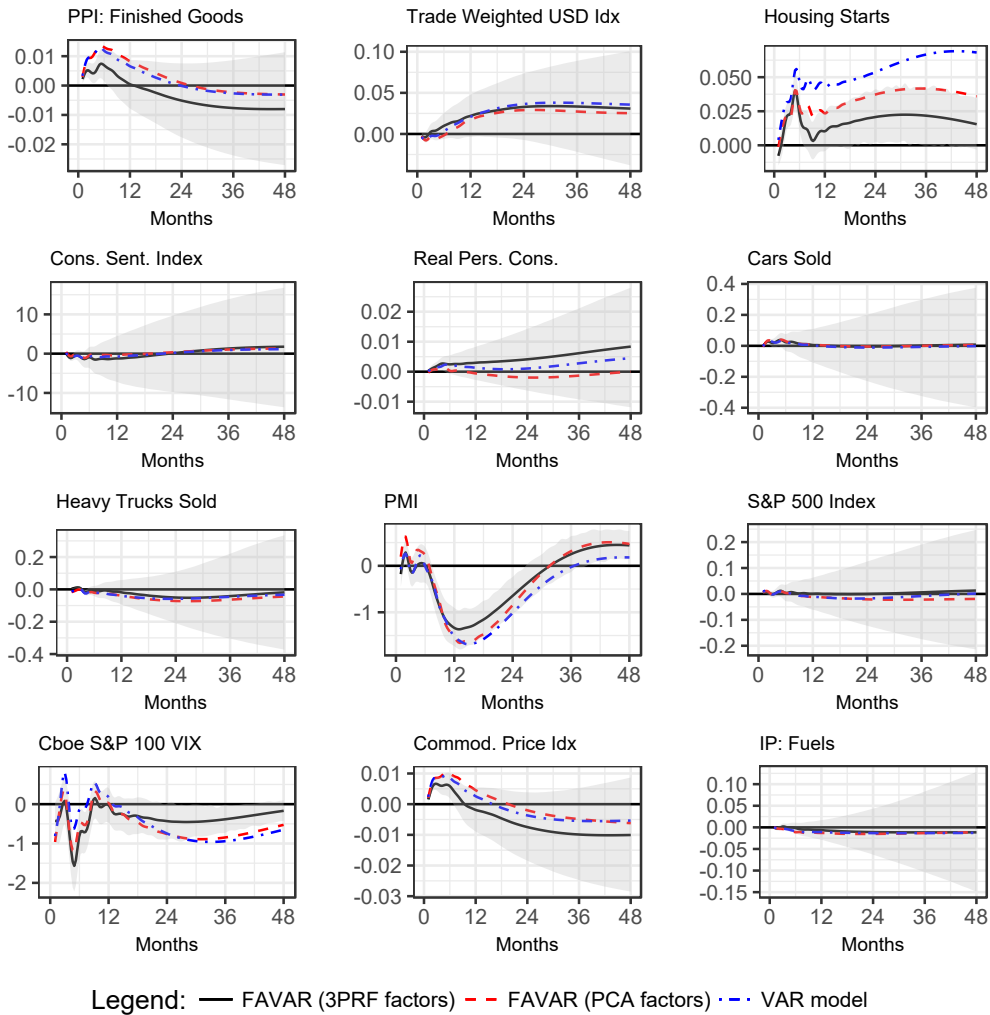 PPI: Finished Goods
0.01
0.00
-0.01
-0.02
0 12 24 36 48
Months
Trade Weighted USD Idx
0.10
0.05
0.00
0 12 24 36 48
Months
Housing Starts
0.050
0.025
0.000
0 12 24 36 48
Months
Cons. Sent. Index
10
0
-10
0 12 24 36 48
Months
Real Pers. Cons.
0.02
0.01
0.00
-0.01
0 12 24 36 48
Months
Cars Sold
0.4
0.2
0.0
-0.2
-0.4
0 12 24 36 48
Months
Heavy Trucks Sold
0.2
0.0
-0.2
-0.4
0 12 24 36 48
Months
PMI
0
-1
0 12 24 36 48
Months
S&P 500 Index
0.2
0.1
0.0
-0.1
-0.2
0 12 24 36 48
Months
Cboe S&P 100 VIX
0
-1
-2
0 12 24 36 48
Months
Commod. Price Idx
0.01
0.00
-0.01
-0.02
-0.03
0 12 24 36 48
Months
IP: Fuels
0.10
0.05
0.00
-0.05
-0.10
-0.15
0 12 24 36 48
Months
Legend: FAVAR (3PRF factors) FAVAR (PCA factors) VAR model